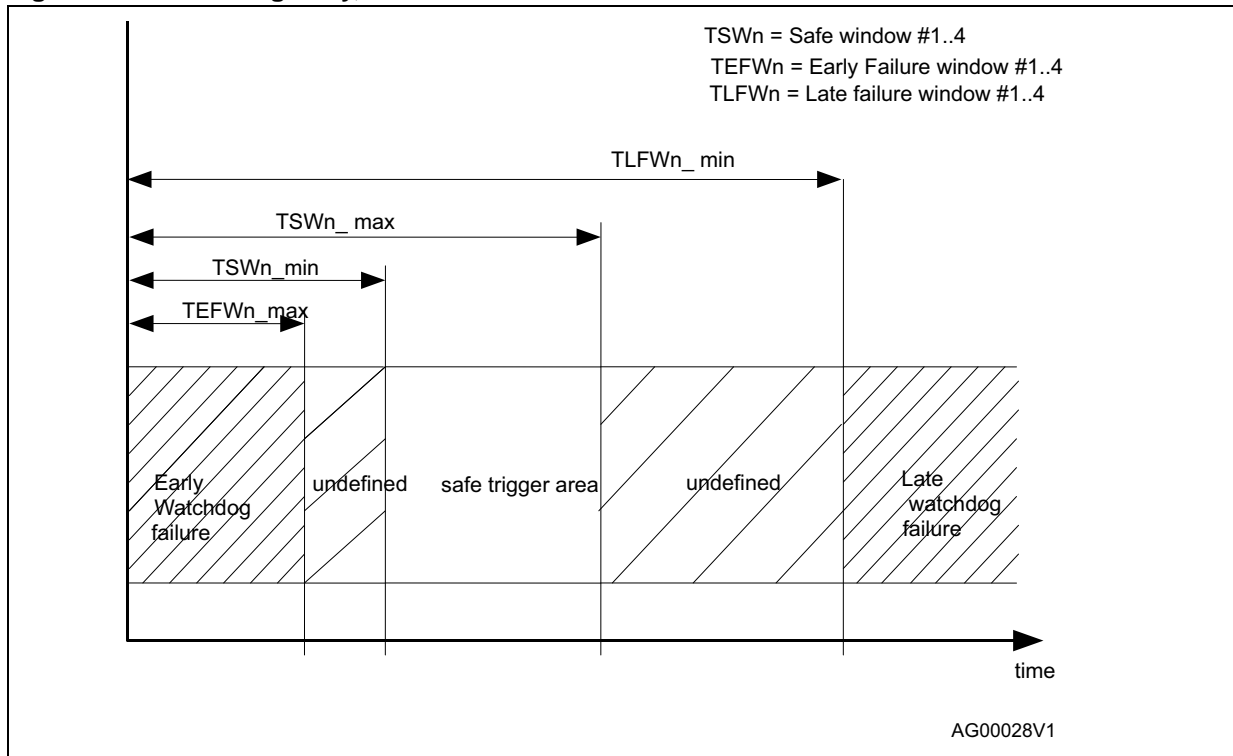 TSWn = Safe window #1..4
TEFWn = Early Failure window #1..4
TLFWn = Late failure window #1..4
TLFWn_ min
TSWn_ max
TSWn_min
TEFWn_max
Early
Watchdog
failure
undefined
safe trigger area
undefined
Late
watchdog
failure
time
AG00028V1